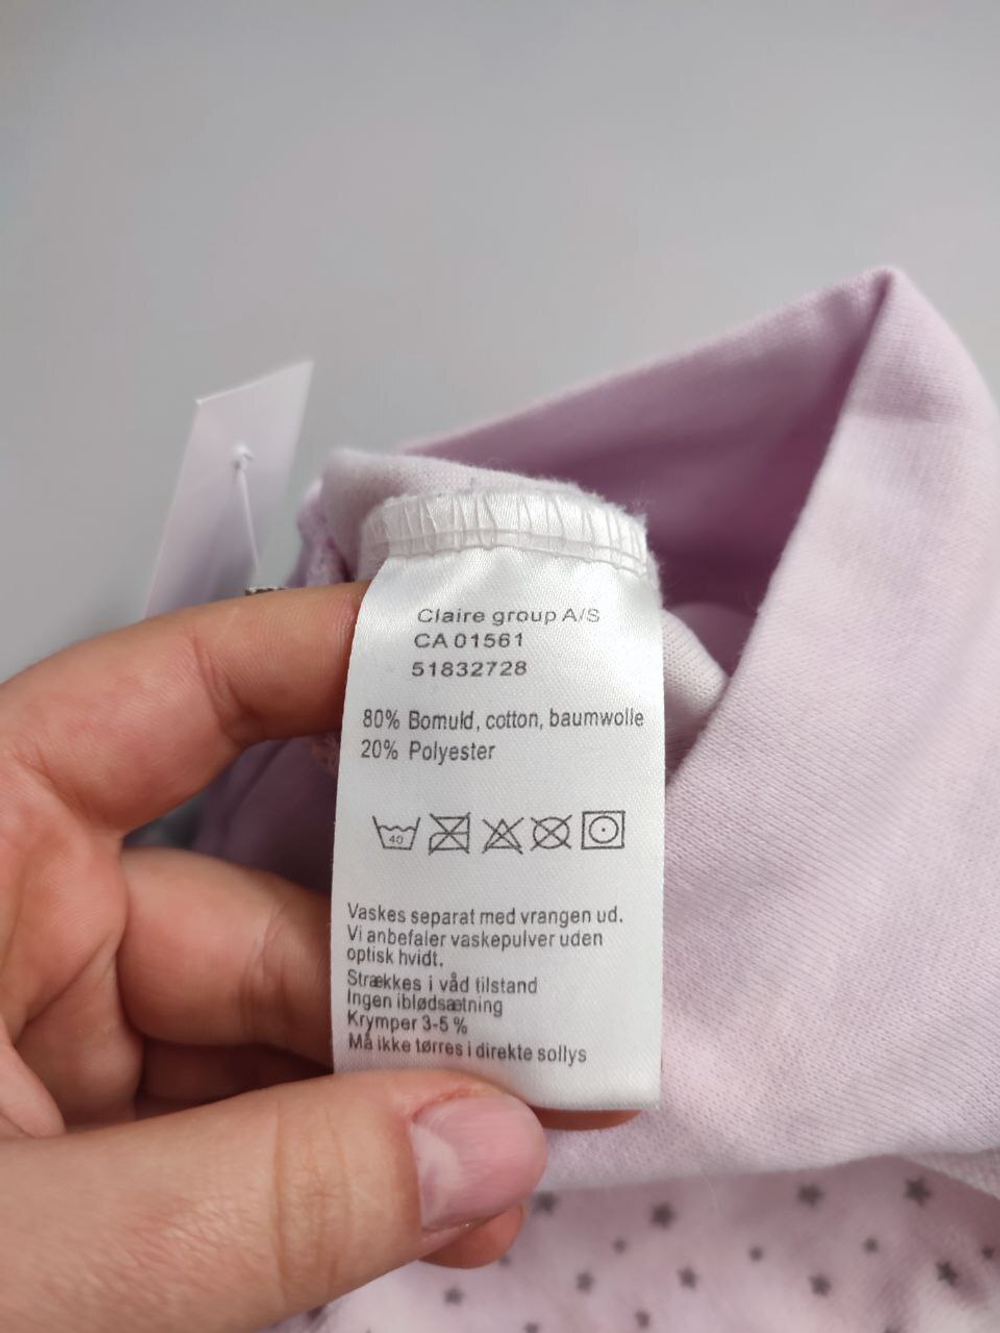 Claire group A/S
CA 01561
51832728
80% Bomuld, cotton, baumwolle
20% Polyester
40
Vaskes separat med vrangen ud.
Vi anbefaler vaskepulver uden
optisk hvidt.
Strækkes i våd tilstand
Ingen iblødsætning
Krymper 3-5 %
Må ikke tørres i direkte sollys